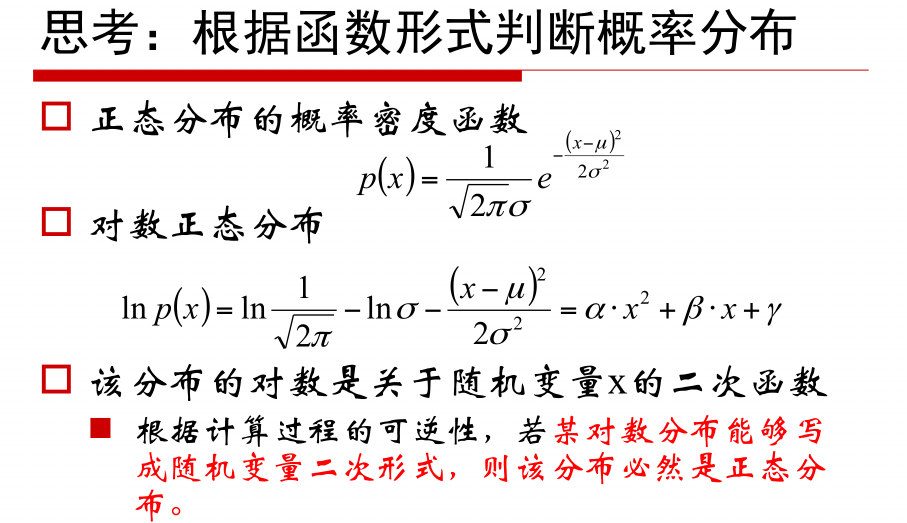 思考：根据函数形式判断概率分布
正态分布的概率密度函数
p(x) = \frac{1}{\sqrt{2\pi}\sigma} e^{-\frac{(x-\mu)^2}{2\sigma^2}}
对数正态分布
\ln p(x) = \ln \frac{1}{\sqrt{2\pi}} - \ln \sigma - \frac{(x-\mu)^2}{2\sigma^2} = \alpha \cdot x^2 + \beta \cdot x + \gamma
该分布的对数是关于随机变量x的二次函数
根据计算过程的可逆性，若某对数分布能够写
成随机变量二次形式，则该分布必然是正态分
布。